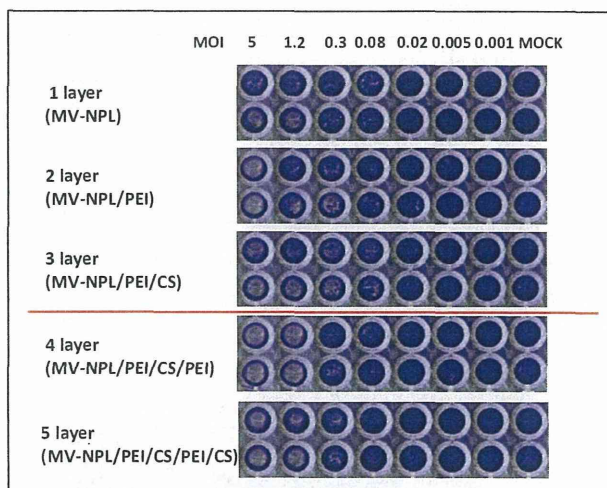 MOI 5 1.2 0.3 0.08 0.02 0.005 0.001 MOCK
1 layer
(MV-NPL)
2 layer
(MV-NPL/PEI)
3 layer
(MV-NPL/PEI/CS)
4 layer
(MV-NPL/PEI/CS/PEI)
5 layer
(MV-NPL/PEI/CS/PEI/CS)